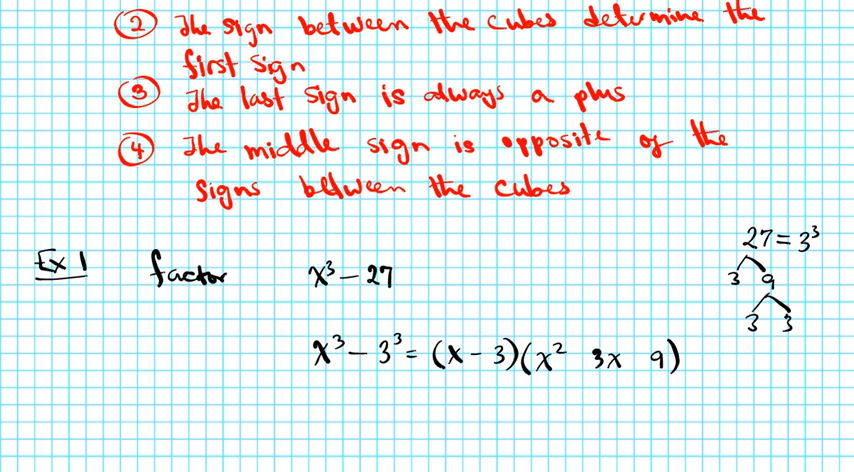 ② The sign between the cubes determine the
first sign
③ The last sign is always a plus
④ The middle sign is opposite of the
signs between the cubes
27 = 3³
Ex 1 factor x³ - 27
3 9
3 3
x³ - 3³ = (x - 3)(x² 3x 9)